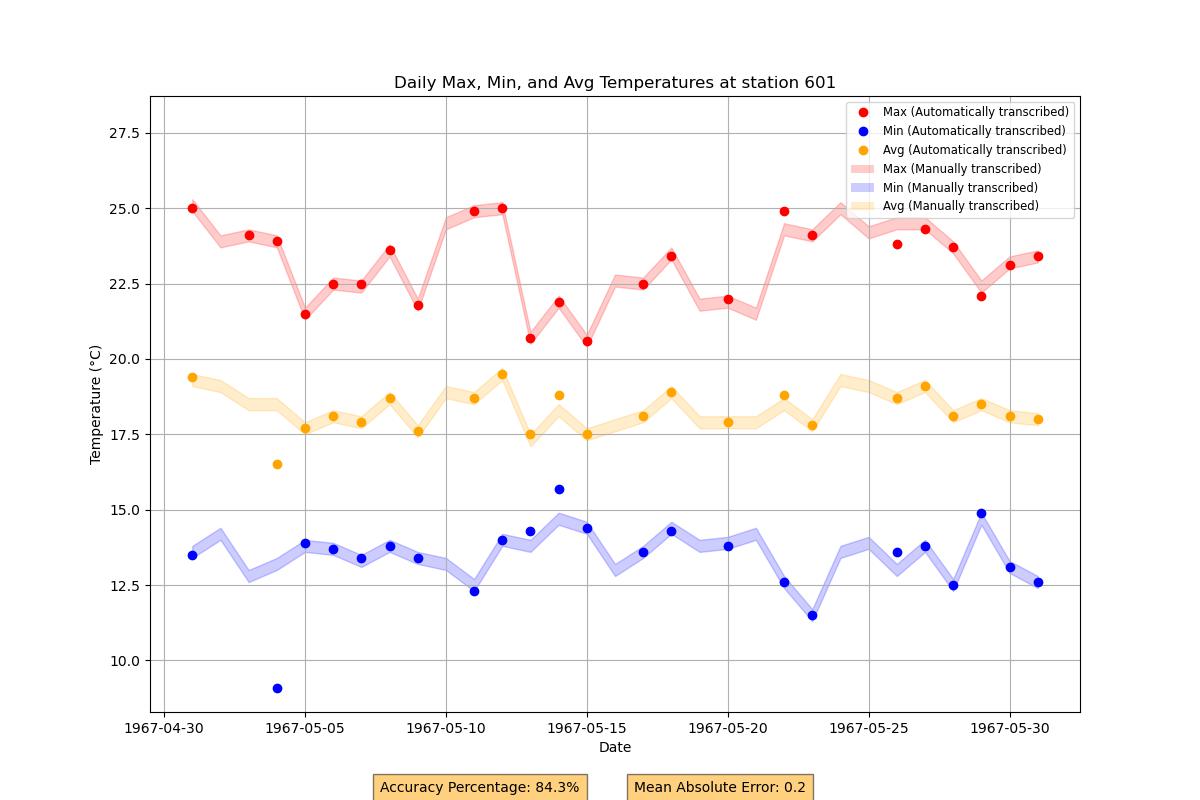 Daily Max, Min, and Avg Temperatures at station 601
Max (Automatically transcribed)
Min (Automatically transcribed)
Avg (Automatically transcribed)
Max (Manually transcribed)
Min (Manually transcribed)
Avg (Manually transcribed)
Temperature (°C)
27.5
25.0
22.5
20.0
17.5
15.0
12.5
10.0
1967-04-30 1967-05-05 1967-05-10 1967-05-15 1967-05-20 1967-05-25 1967-05-30
Date
Accuracy Percentage: 84.3% Mean Absolute Error: 0.2